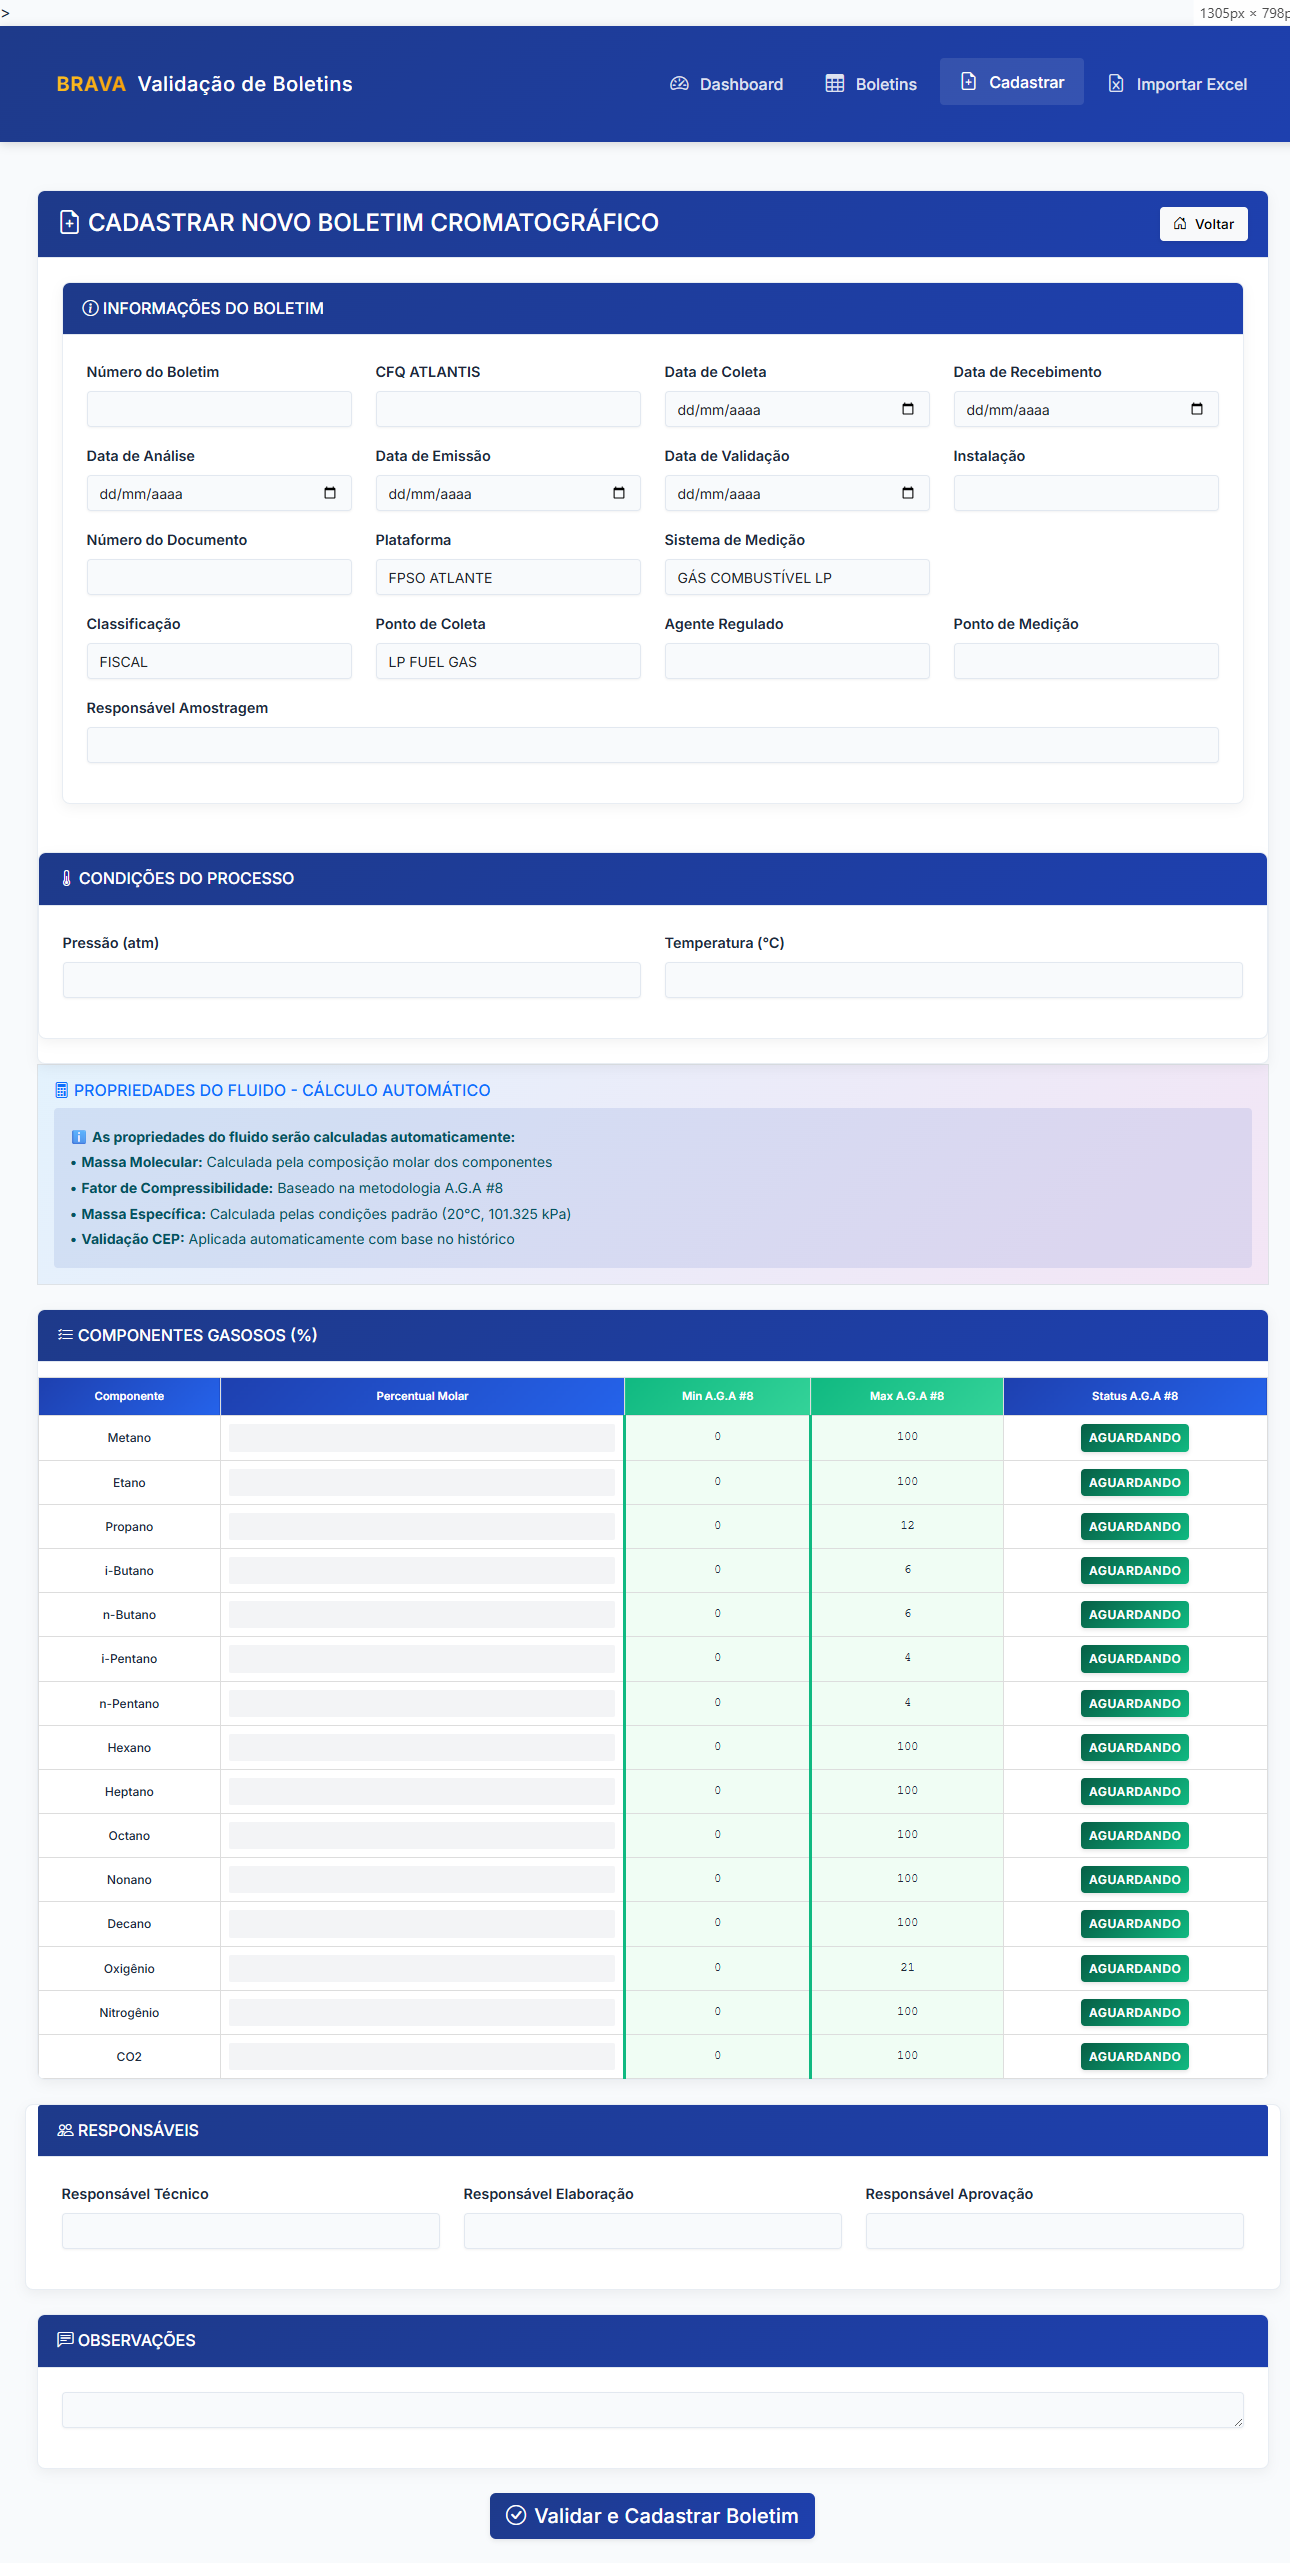 >
1305px × 798p
BRAVA Validação de Boletins
Dashboard
Boletins
Cadastrar
Importar Excel
CADASTRAR NOVO BOLETIM CROMATOGRÁFICO
Voltar
INFORMAÇÕES DO BOLETIM
Número do Boletim CFQ ATLANTIS Data de Coleta Data de Recebimento
dd/mm/aaaa dd/mm/aaaa
Data de Análise Data de Emissão Data de Validação Instalação
dd/mm/aaaa dd/mm/aaaa dd/mm/aaaa
Número do Documento Plataforma Sistema de Medição
FPSO ATLANTE GÁS COMBUSTÍVEL LP
Classificação Ponto de Coleta Agente Regulado Ponto de Medição
FISCAL LP FUEL GAS
Responsável Amostragem
CONDIÇÕES DO PROCESSO
Pressão (atm) Temperatura (°C)
PROPRIEDADES DO FLUIDO - CÁLCULO AUTOMÁTICO
As propriedades do fluido serão calculadas automaticamente:
• Massa Molecular: Calculada pela composição molar dos componentes
• Fator de Compressibilidade: Baseado na metodologia A.G.A #8
• Massa Específica: Calculada pelas condições padrão (20°C, 101.325 kPa)
• Validação CEP: Aplicada automaticamente com base no histórico
COMPONENTES GASOSOS (%)
Componente Percentual Molar Min A.G.A #8 Max A.G.A #8 Status A.G.A #8
Metano 0 100 AGUARDANDO
Etano 0 100 AGUARDANDO
Propano 0 12 AGUARDANDO
i-Butano 0 6 AGUARDANDO
n-Butano 0 6 AGUARDANDO
i-Pentano 0 4 AGUARDANDO
n-Pentano 0 4 AGUARDANDO
Hexano 0 100 AGUARDANDO
Heptano 0 100 AGUARDANDO
Octano 0 100 AGUARDANDO
Nonano 0 100 AGUARDANDO
Decano 0 100 AGUARDANDO
Oxigênio 0 21 AGUARDANDO
Nitrogênio 0 100 AGUARDANDO
CO2 0 100 AGUARDANDO
RESPONSÁVEIS
Responsável Técnico Responsável Elaboração Responsável Aprovação
OBSERVAÇÕES
Validar e Cadastrar Boletim